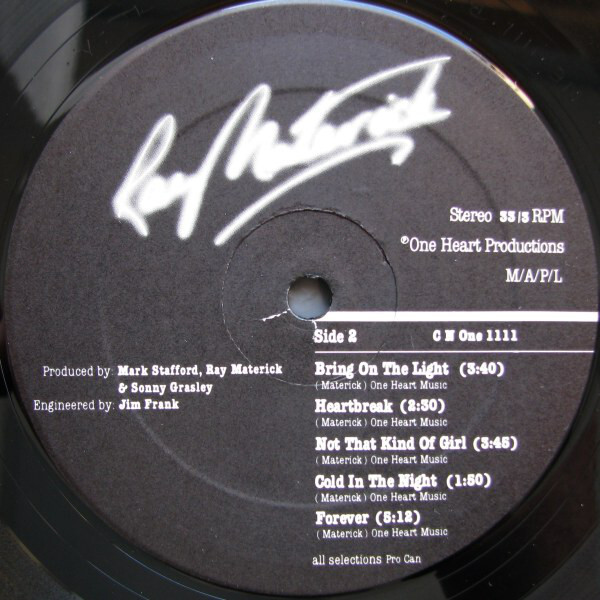 Ray Materick
Stereo 33 1/3 RPM
℗One Heart Productions
M/A/P/L
Side 2 C N One 1111
Produced by: Mark Stafford, Ray Materick
& Sonny Grasley
Engineered by: Jim Frank
Bring On The Light (3:40)
( Materick ) One Heart Music
Heartbreak (2:30)
( Materick ) One Heart Music
Not That Kind Of Girl (3:45)
( Materick ) One Heart Music
Cold In The Night (1:50)
( Materick ) One Heart Music
Forever (5:12)
( Materick ) One Heart Music
all selections Pro Can